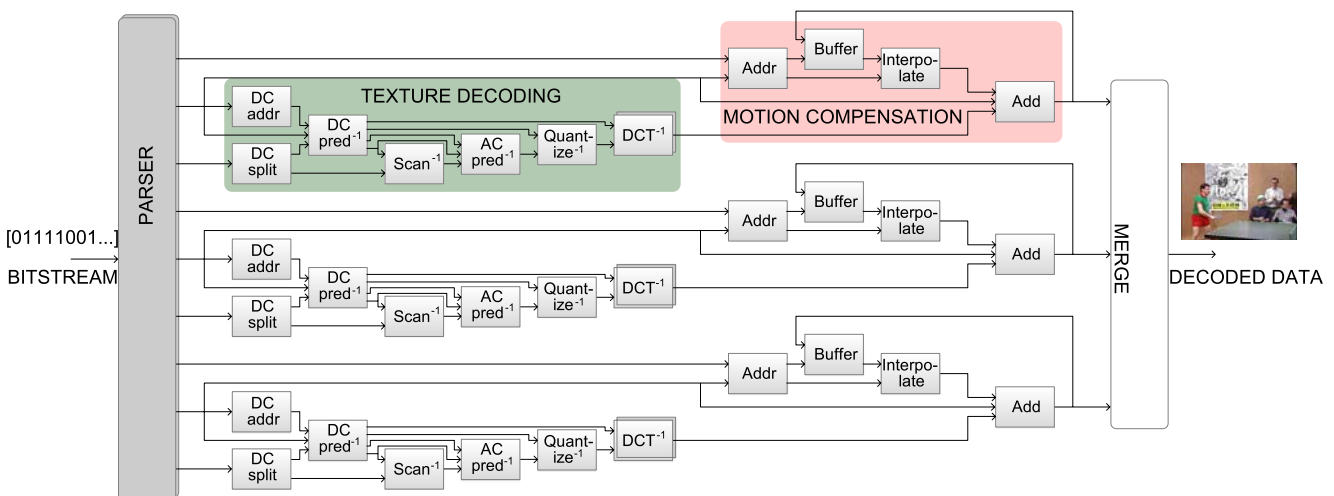 [01111001...]
BITSTREAM
PARSER
TEXTURE DECODING
DC
addr
DC
split
DC
pred-1
Scan-1
AC
pred-1
Quant-
ize-1
DCT-1
MOTION COMPENSATION
Addr
Buffer
Interpo-
late
Add
DC
addr
DC
split
DC
pred-1
Scan-1
AC
pred-1
Quant-
ize-1
DCT-1
Addr
Buffer
Interpo-
late
Add
DC
addr
DC
split
DC
pred-1
Scan-1
AC
pred-1
Quant-
ize-1
DCT-1
Addr
Buffer
Interpo-
late
Add
MERGE
DECODED DATA